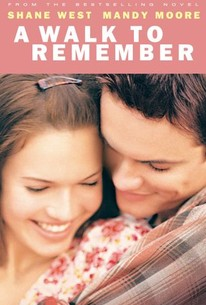 FROM THE BESTSELLING NOVEL
SHANE WEST MANDY MOORE
A WALK TO
REMEMBER